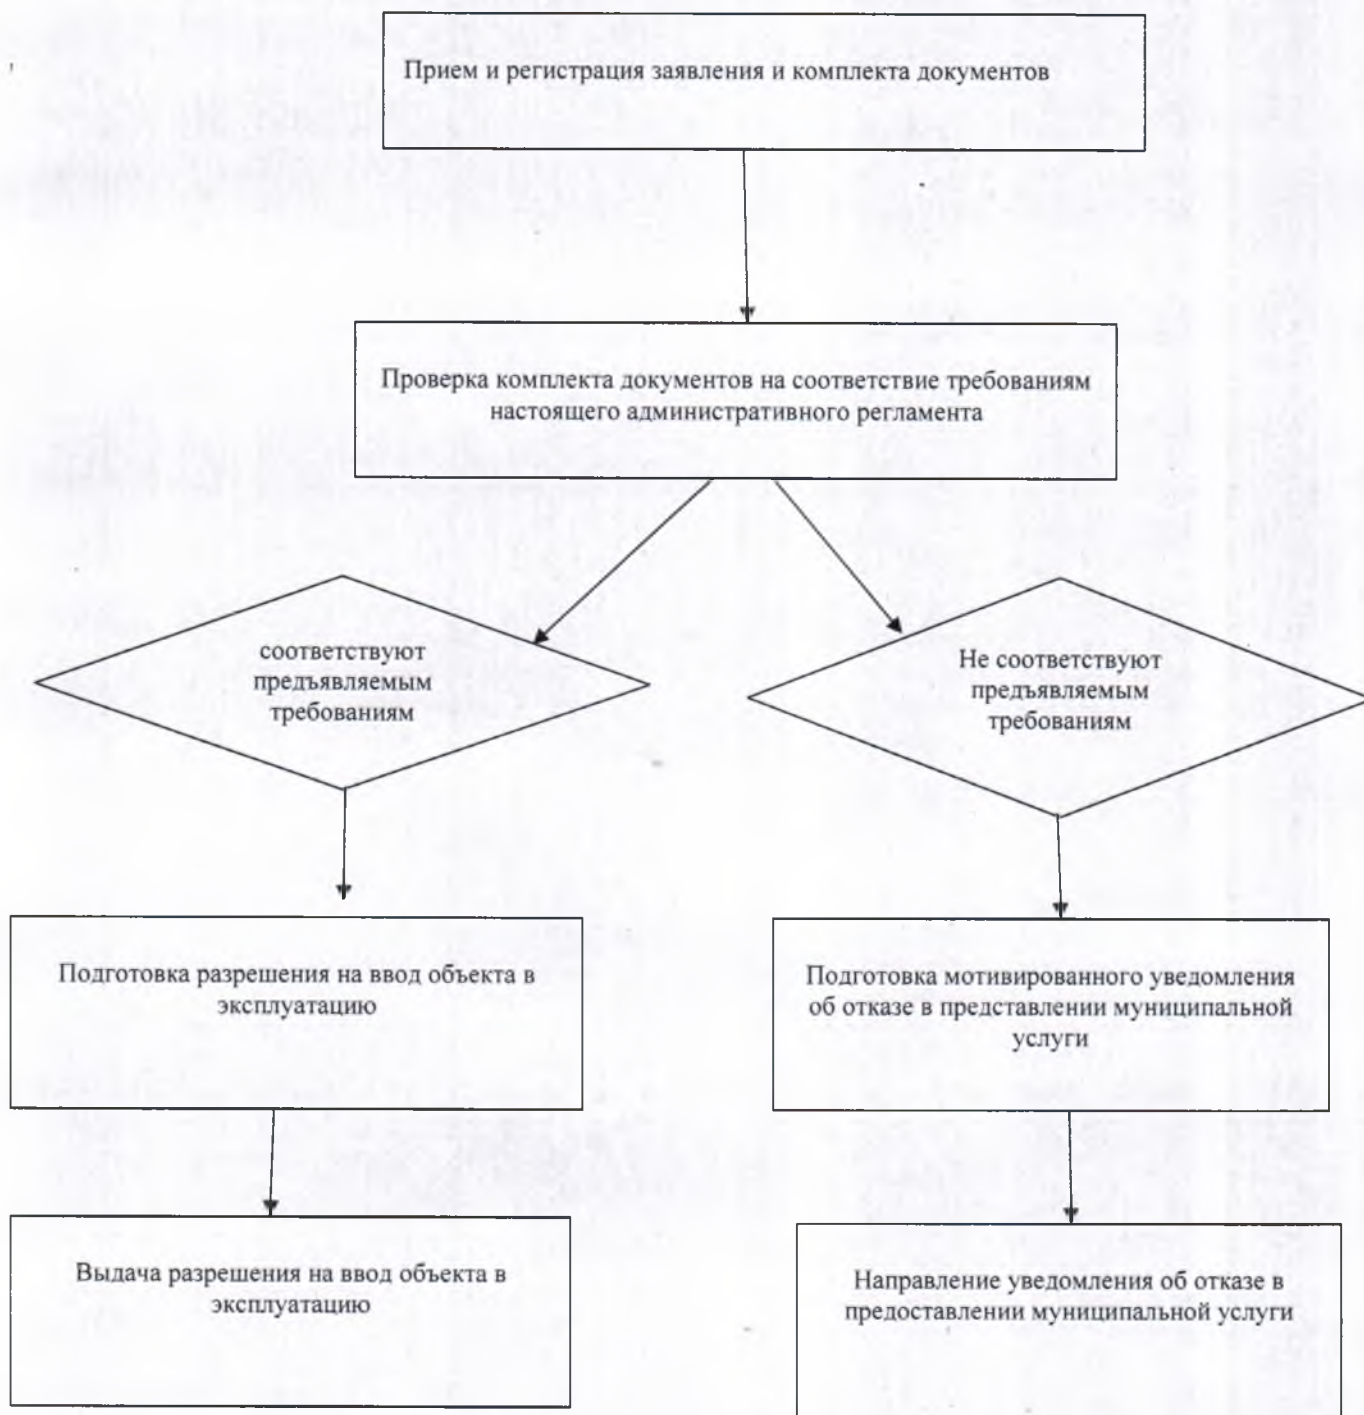 Прием и регистрация заявления и комплекта документов
Проверка комплекта документов на соответствие требованиям
настоящего административного регламента
соответствуют
предъявляемым
требованиям
Не соответствуют
предъявляемым
требованиям
Подготовка разрешения на ввод объекта в
эксплуатацию
Подготовка мотивированного уведомления
об отказе в представлении муниципальной
услуги
Выдача разрешения на ввод объекта в
эксплуатацию
Направление уведомления об отказе в
предоставлении муниципальной услуги